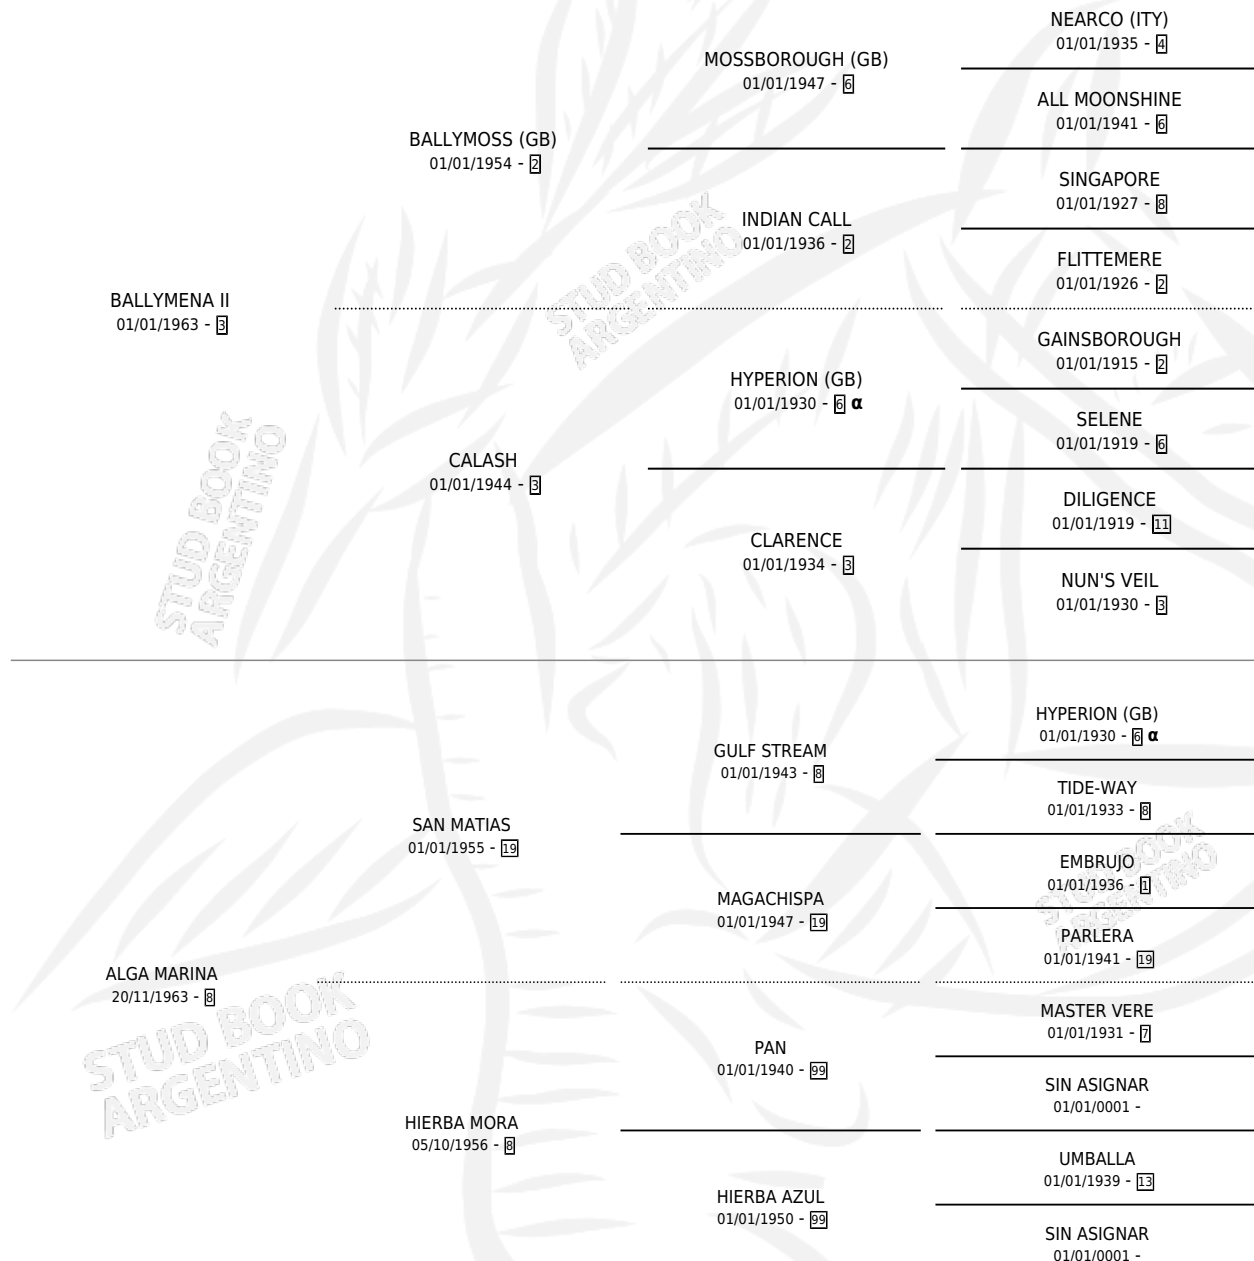 NEARCO (ITY)
01/01/1935 - 4
MOSSBOROUGH (GB)
01/01/1947 - 6
ALL MOONSHINE
01/01/1941 - 6
BALLYMOSS (GB)
01/01/1954 - 2
SINGAPORE
01/01/1927 - 8
INDIAN CALL
01/01/1936 - 2
FLITTEMERE
01/01/1926 - 2
BALLYMENA II
01/01/1963 - 3
GAINSBOROUGH
01/01/1915 - 2
HYPERION (GB)
01/01/1930 - 6 α
SELENE
01/01/1919 - 6
CALASH
01/01/1944 - 3
DILIGENCE
01/01/1919 - 11
CLARENCE
01/01/1934 - 3
NUN'S VEIL
01/01/1930 - 3
HYPERION (GB)
01/01/1930 - 6 α
GULF STREAM
01/01/1943 - 8
TIDE-WAY
01/01/1933 - 8
SAN MATIAS
01/01/1955 - 19
EMBRUJO
01/01/1936 - 1
MAGACHISPA
01/01/1947 - 19
PARLERA
01/01/1941 - 19
ALGA MARINA
20/11/1963 - 8
MASTER VERE
01/01/1931 - 7
PAN
01/01/1940 - 99
SIN ASIGNAR
01/01/0001 -
HIERBA MORA
05/10/1956 - 8
UMBALLA
01/01/1939 - 13
HIERBA AZUL
01/01/1950 - 99
SIN ASIGNAR
01/01/0001 -
STUD BOOK
ARGENTINO
STUD BOOK
ARGENTINO
STUD BOOK
ARGENTINO
STUD BOOK
ARGENTINO